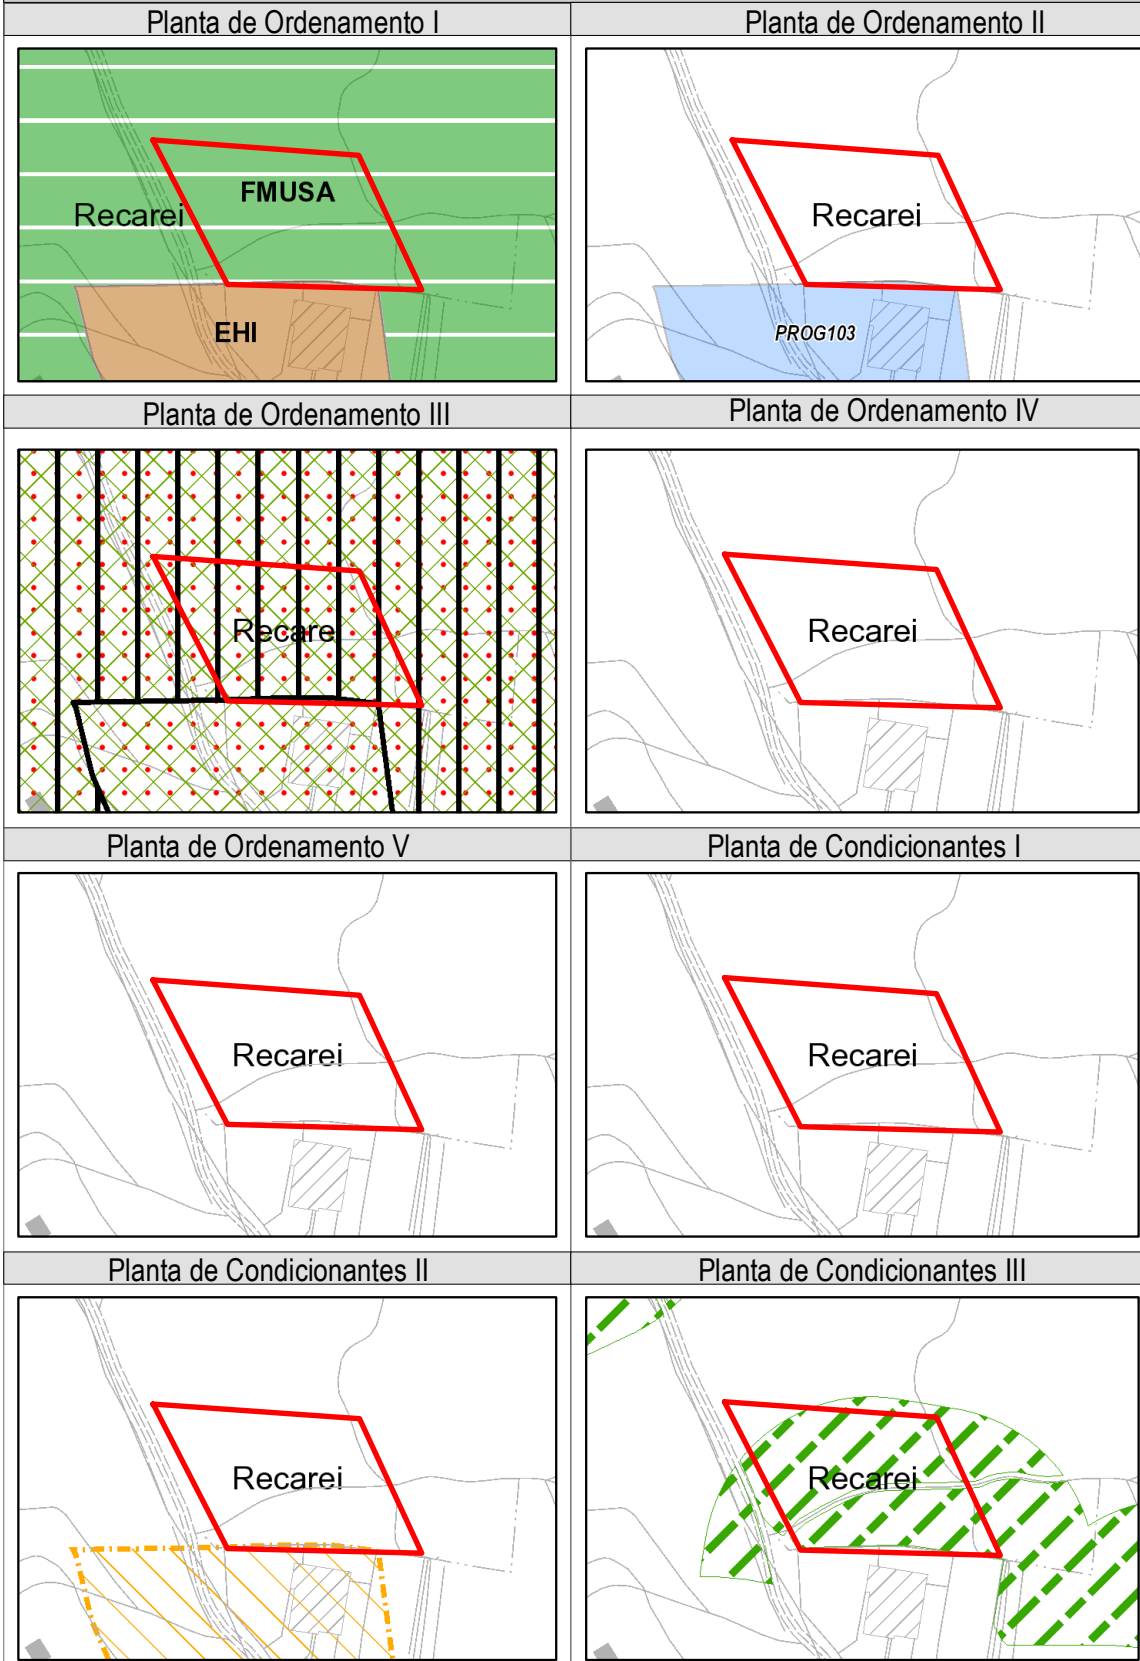 Planta de Ordenamento I
Planta de Ordenamento II
FMUSA
Recarei
EHI
Recarei
PROG103
Planta de Ordenamento III
Planta de Ordenamento IV
Recarei
Recarei
Planta de Ordenamento V
Planta de Condicionantes I
Recarei
Recarei
Planta de Condicionantes II
Planta de Condicionantes III
Recarei
Recarei